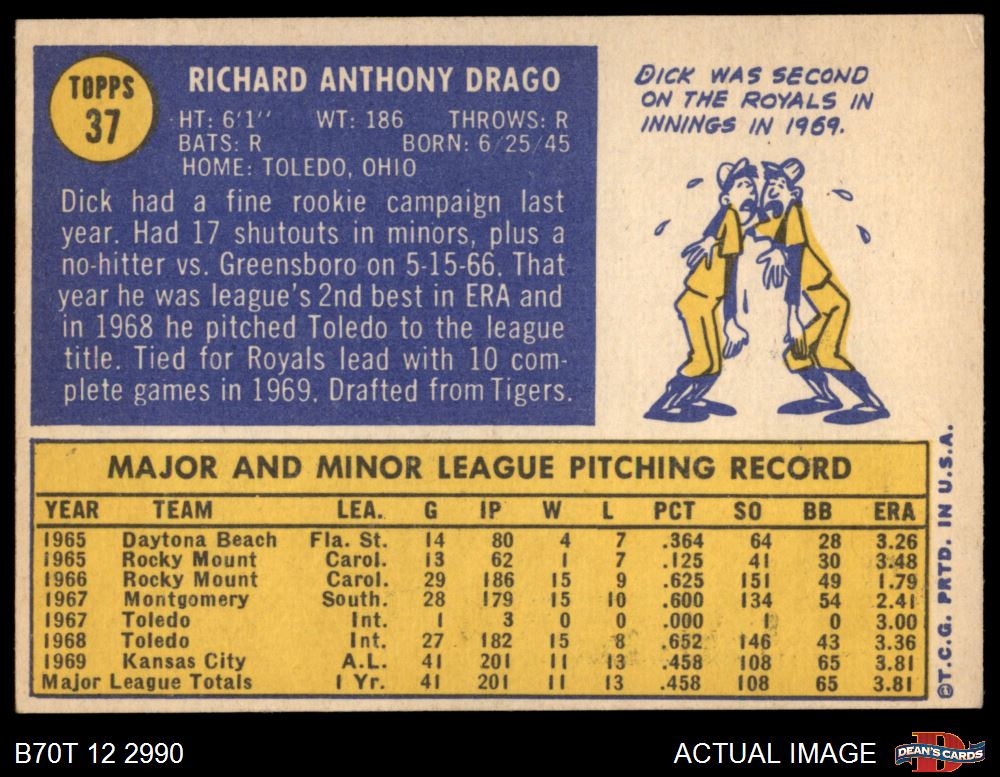 TOPPS
37
RICHARD ANTHONY DRAGO
HT: 6'1" WT: 186 THROWS: R
BATS: R BORN: 6/25/45
HOME: TOLEDO, OHIO
Dick had a fine rookie campaign last
year. Had 17 shutouts in minors, plus a
no-hitter vs. Greensboro on 5-15-66. That
year he was league's 2nd best in ERA and
in 1968 he pitched Toledo to the league
title. Tied for Royals lead with 10 com-
plete games in 1969. Drafted from Tigers.
DICK WAS SECOND
ON THE ROYALS IN
INNINGS IN 1969.
MAJOR AND MINOR LEAGUE PITCHING RECORD
YEAR TEAM LEA. G IP W L PCT SO BB ERA
1965 Daytona Beach Fla. St. 14 80 4 7 .364 64 28 3.26
1965 Rocky Mount Carol. 13 62 1 7 .125 41 30 3.48
1966 Rocky Mount Carol. 29 186 15 9 .625 151 49 1.79
1967 Montgomery South. 28 179 15 10 .600 134 54 2.41
1967 Toledo Int. 1 3 0 0 .000 1 0 3.00
1968 Toledo Int. 27 182 15 8 .652 146 43 3.36
1969 Kansas City A.L. 41 201 11 13 .458 108 65 3.81
Major League Totals 1 Yr. 41 201 11 13 .458 108 65 3.81
©T.C.G. PRTD. IN U.S.A.
B70T 12 2990
ACTUAL IMAGE
DEAN'S CARDS